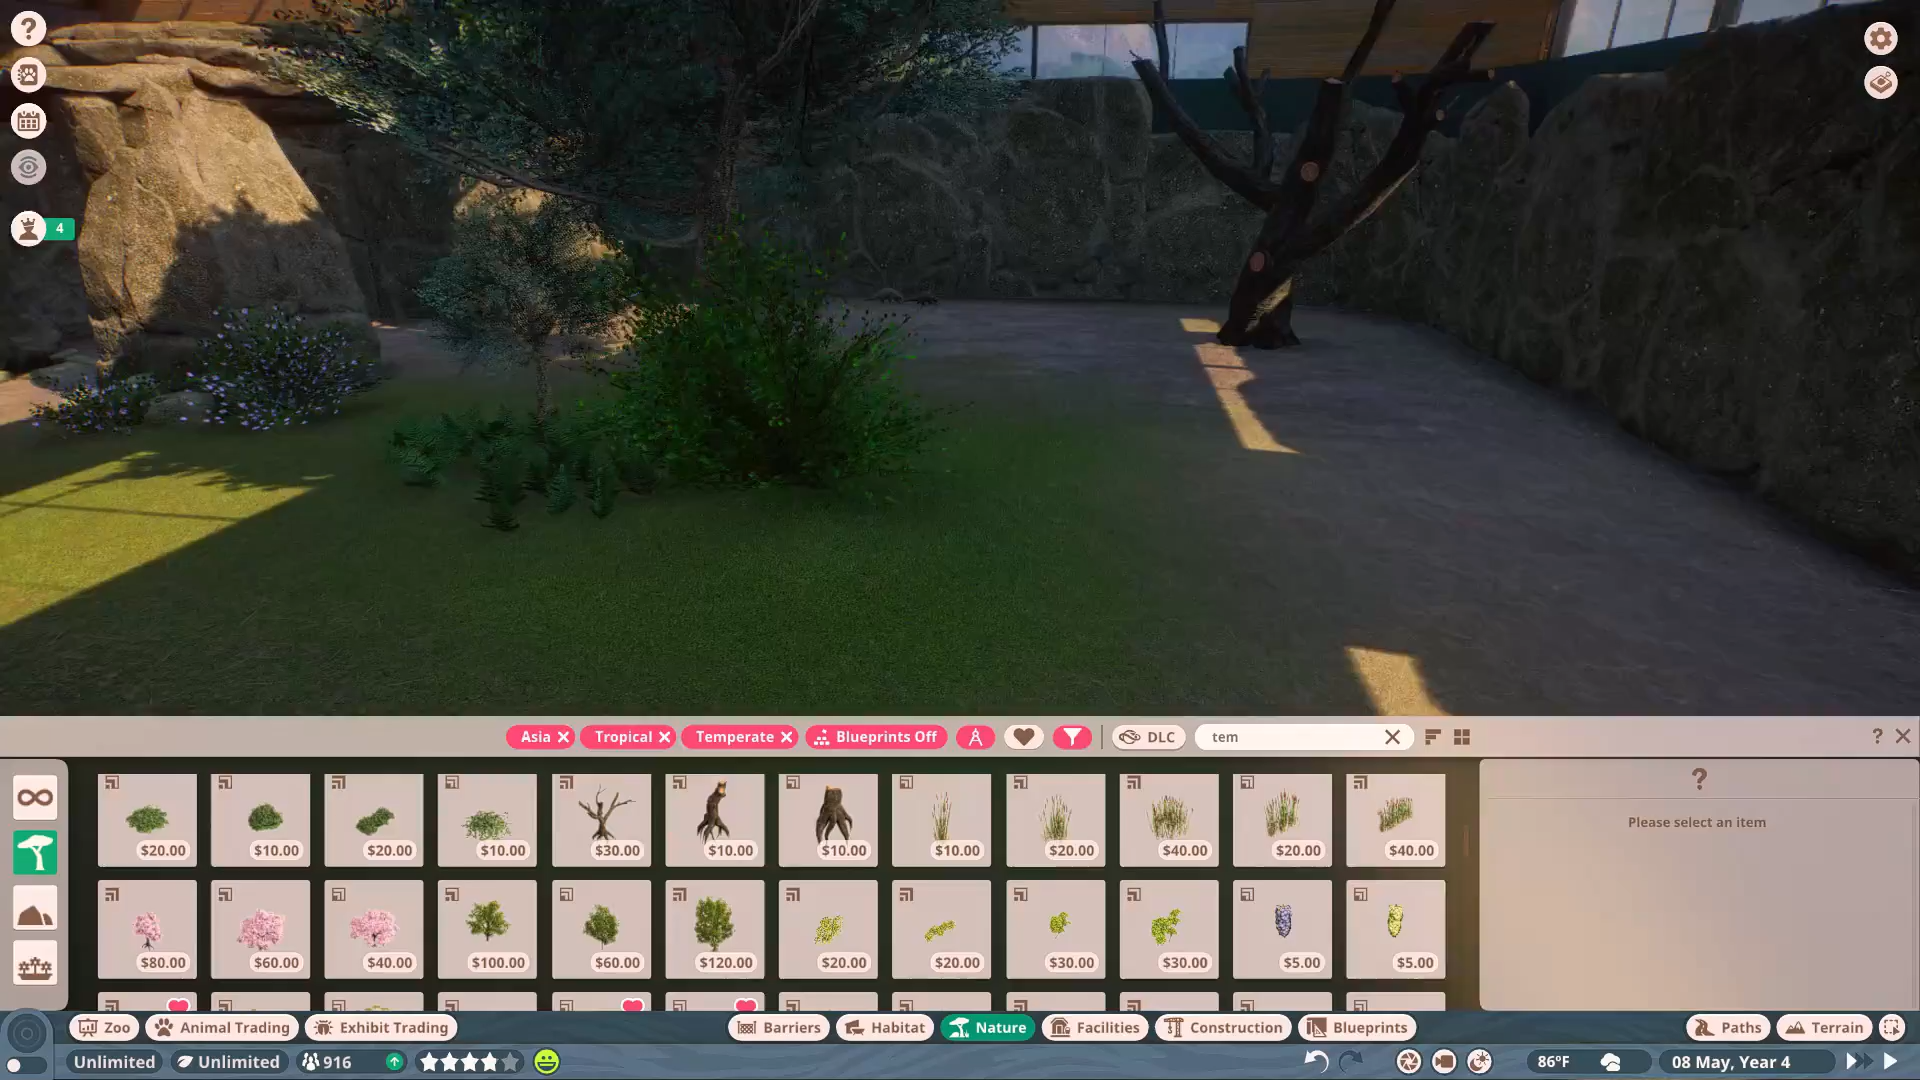 4
Asia Tropical Temperate Blueprints Off DLC tem ?
$20.00 $10.00 $20.00 $10.00 $30.00 $10.00 $10.00 $10.00 $20.00 $40.00 $20.00 $40.00
?
Please select an item
$80.00 $60.00 $40.00 $100.00 $60.00 $120.00 $20.00 $20.00 $30.00 $30.00 $5.00 $5.00
Zoo Animal Trading Exhibit Trading Barriers Habitat Nature Facilities Construction Blueprints Paths Terrain
Unlimited Unlimited 916 86°F 08 May, Year 4